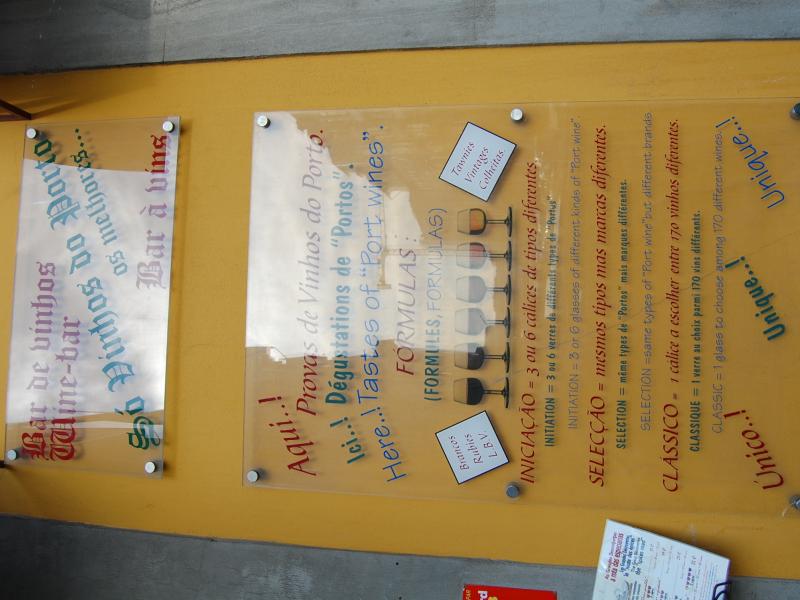 Bar de vinhos
Wine-bar
Só Vinhos do Porto
os melhores...
Bar à vins
Aqui..! Provas de Vinhos do Porto.
Ici..! Dégustations de "Portos".
Here..! Tastes of "Port wines".
FÓRMULAS :
(FORMULES, FORMULAS)
Brancos
Rubies
L.B.V.
Tawnies
Vintages
Colheitas
INICIAÇÃO = 3 ou 6 cálices de tipos diferentes.
INITIATION = 3 ou 6 verres de différents types de "Portos"
INITIATION = 3 or 6 glasses of different kinds of "Port wine".
SELECÇÃO = mesmos tipos mas marcas diferentes.
SELECTION = même types de "Portos" mais marques différentes.
SELECTION =same types of "Port wine" but different brands
CLÁSSICO = 1 cálice a escolher entre 170 vinhos diferentes.
CLASSIQUE = 1 verre au choix parmi 170 vins différents.
CLASSIC = 1 glass to choose among 170 different wines.
Único..!
Unique..!
Unique..!